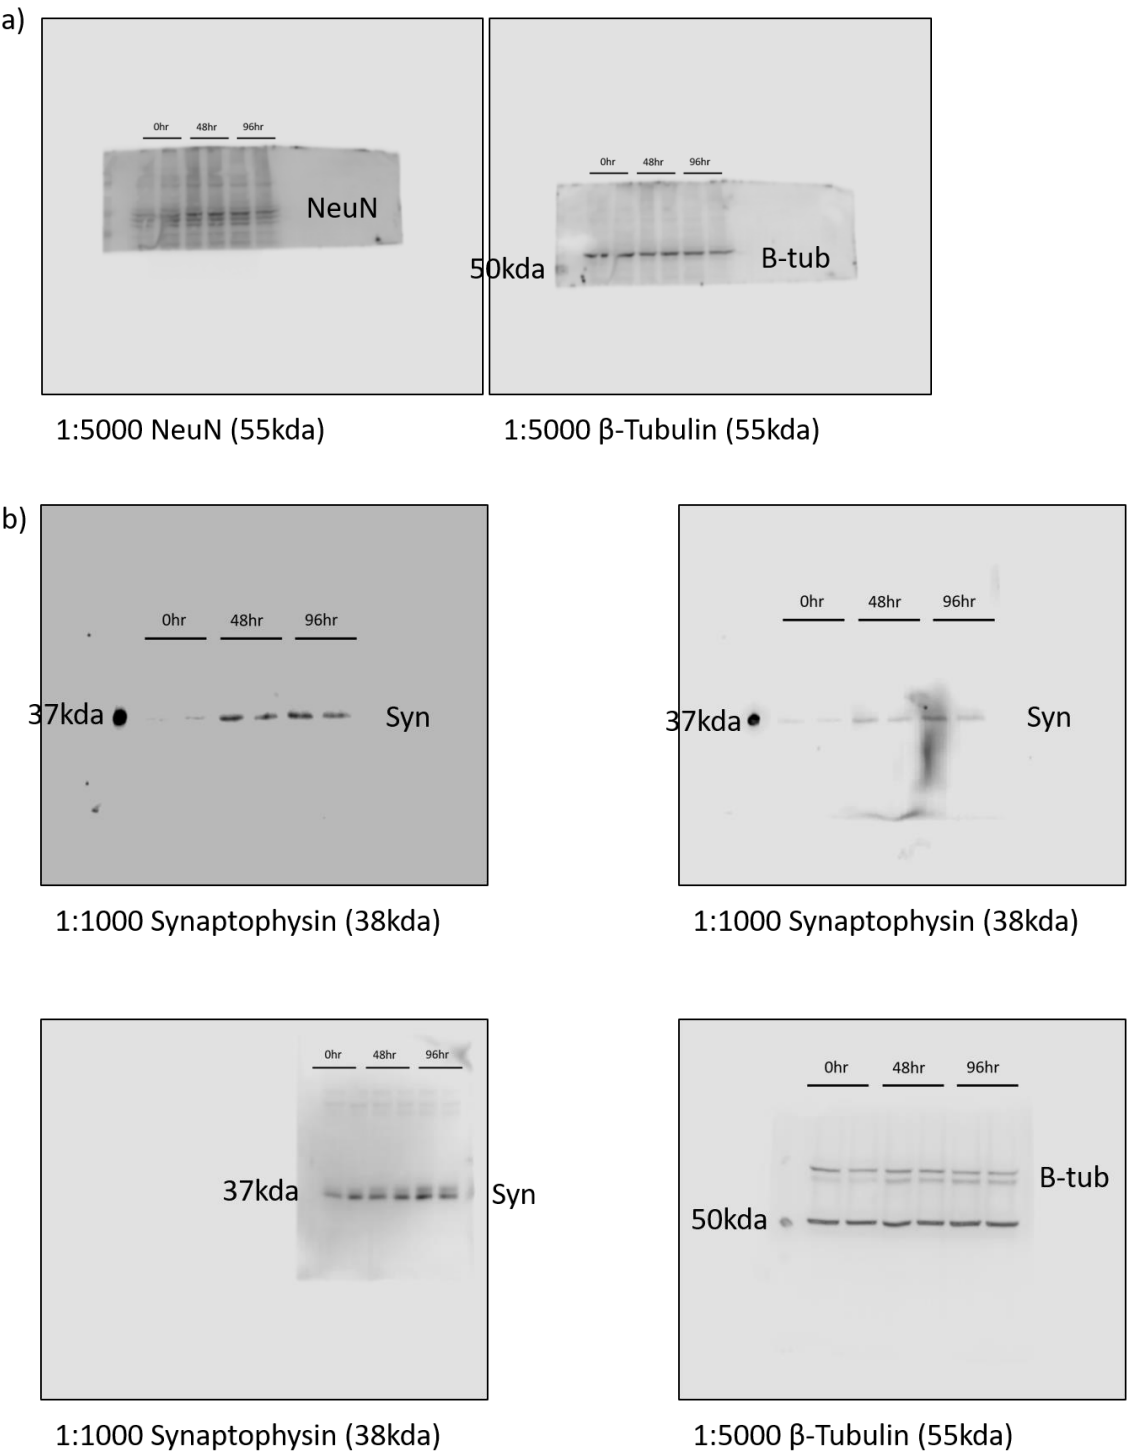 a)
0hr 48hr 96hr
NeuN
0hr 48hr 96hr
50kda
B-tub
1:5000 NeuN (55kda)
1:5000 β-Tubulin (55kda)
b)
0hr 48hr 96hr
37kda
Syn
0hr 48hr 96hr
37kda
Syn
1:1000 Synaptophysin (38kda)
1:1000 Synaptophysin (38kda)
0hr 48hr 96hr
37kda
Syn
0hr 48hr 96hr
B-tub
50kda
1:1000 Synaptophysin (38kda)
1:5000 β-Tubulin (55kda)